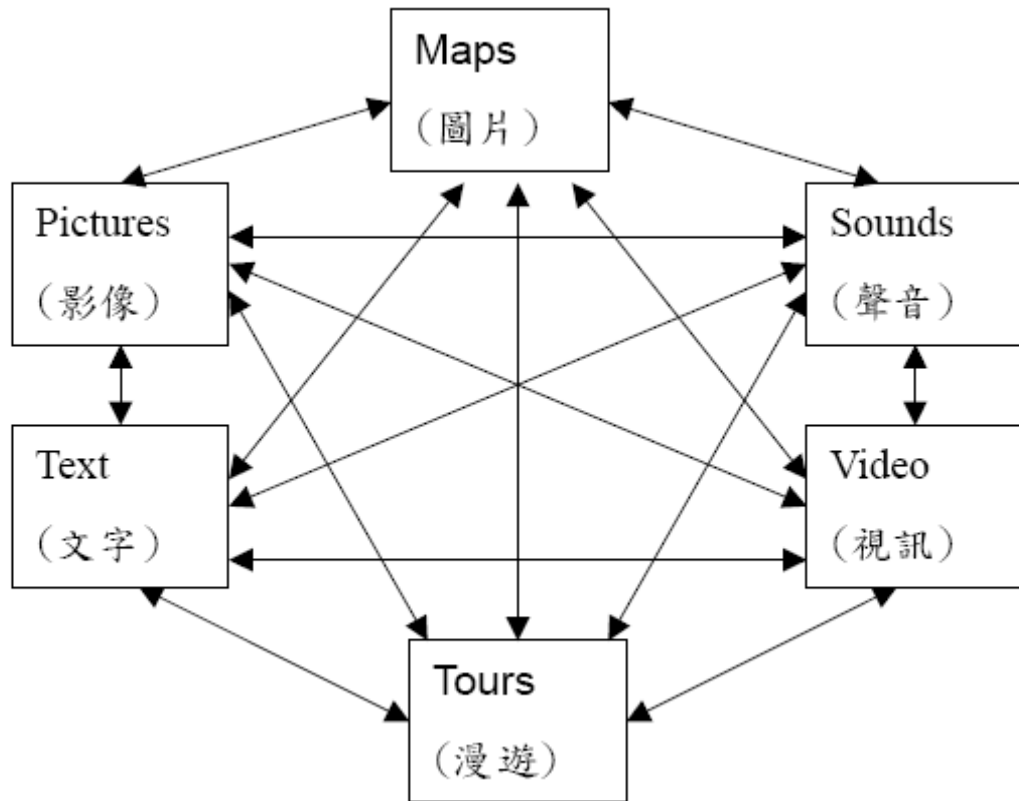 Maps
（圖片）
Pictures
（影像）
Sounds
（聲音）
Text
（文字）
Video
（視訊）
Tours
（漫遊）